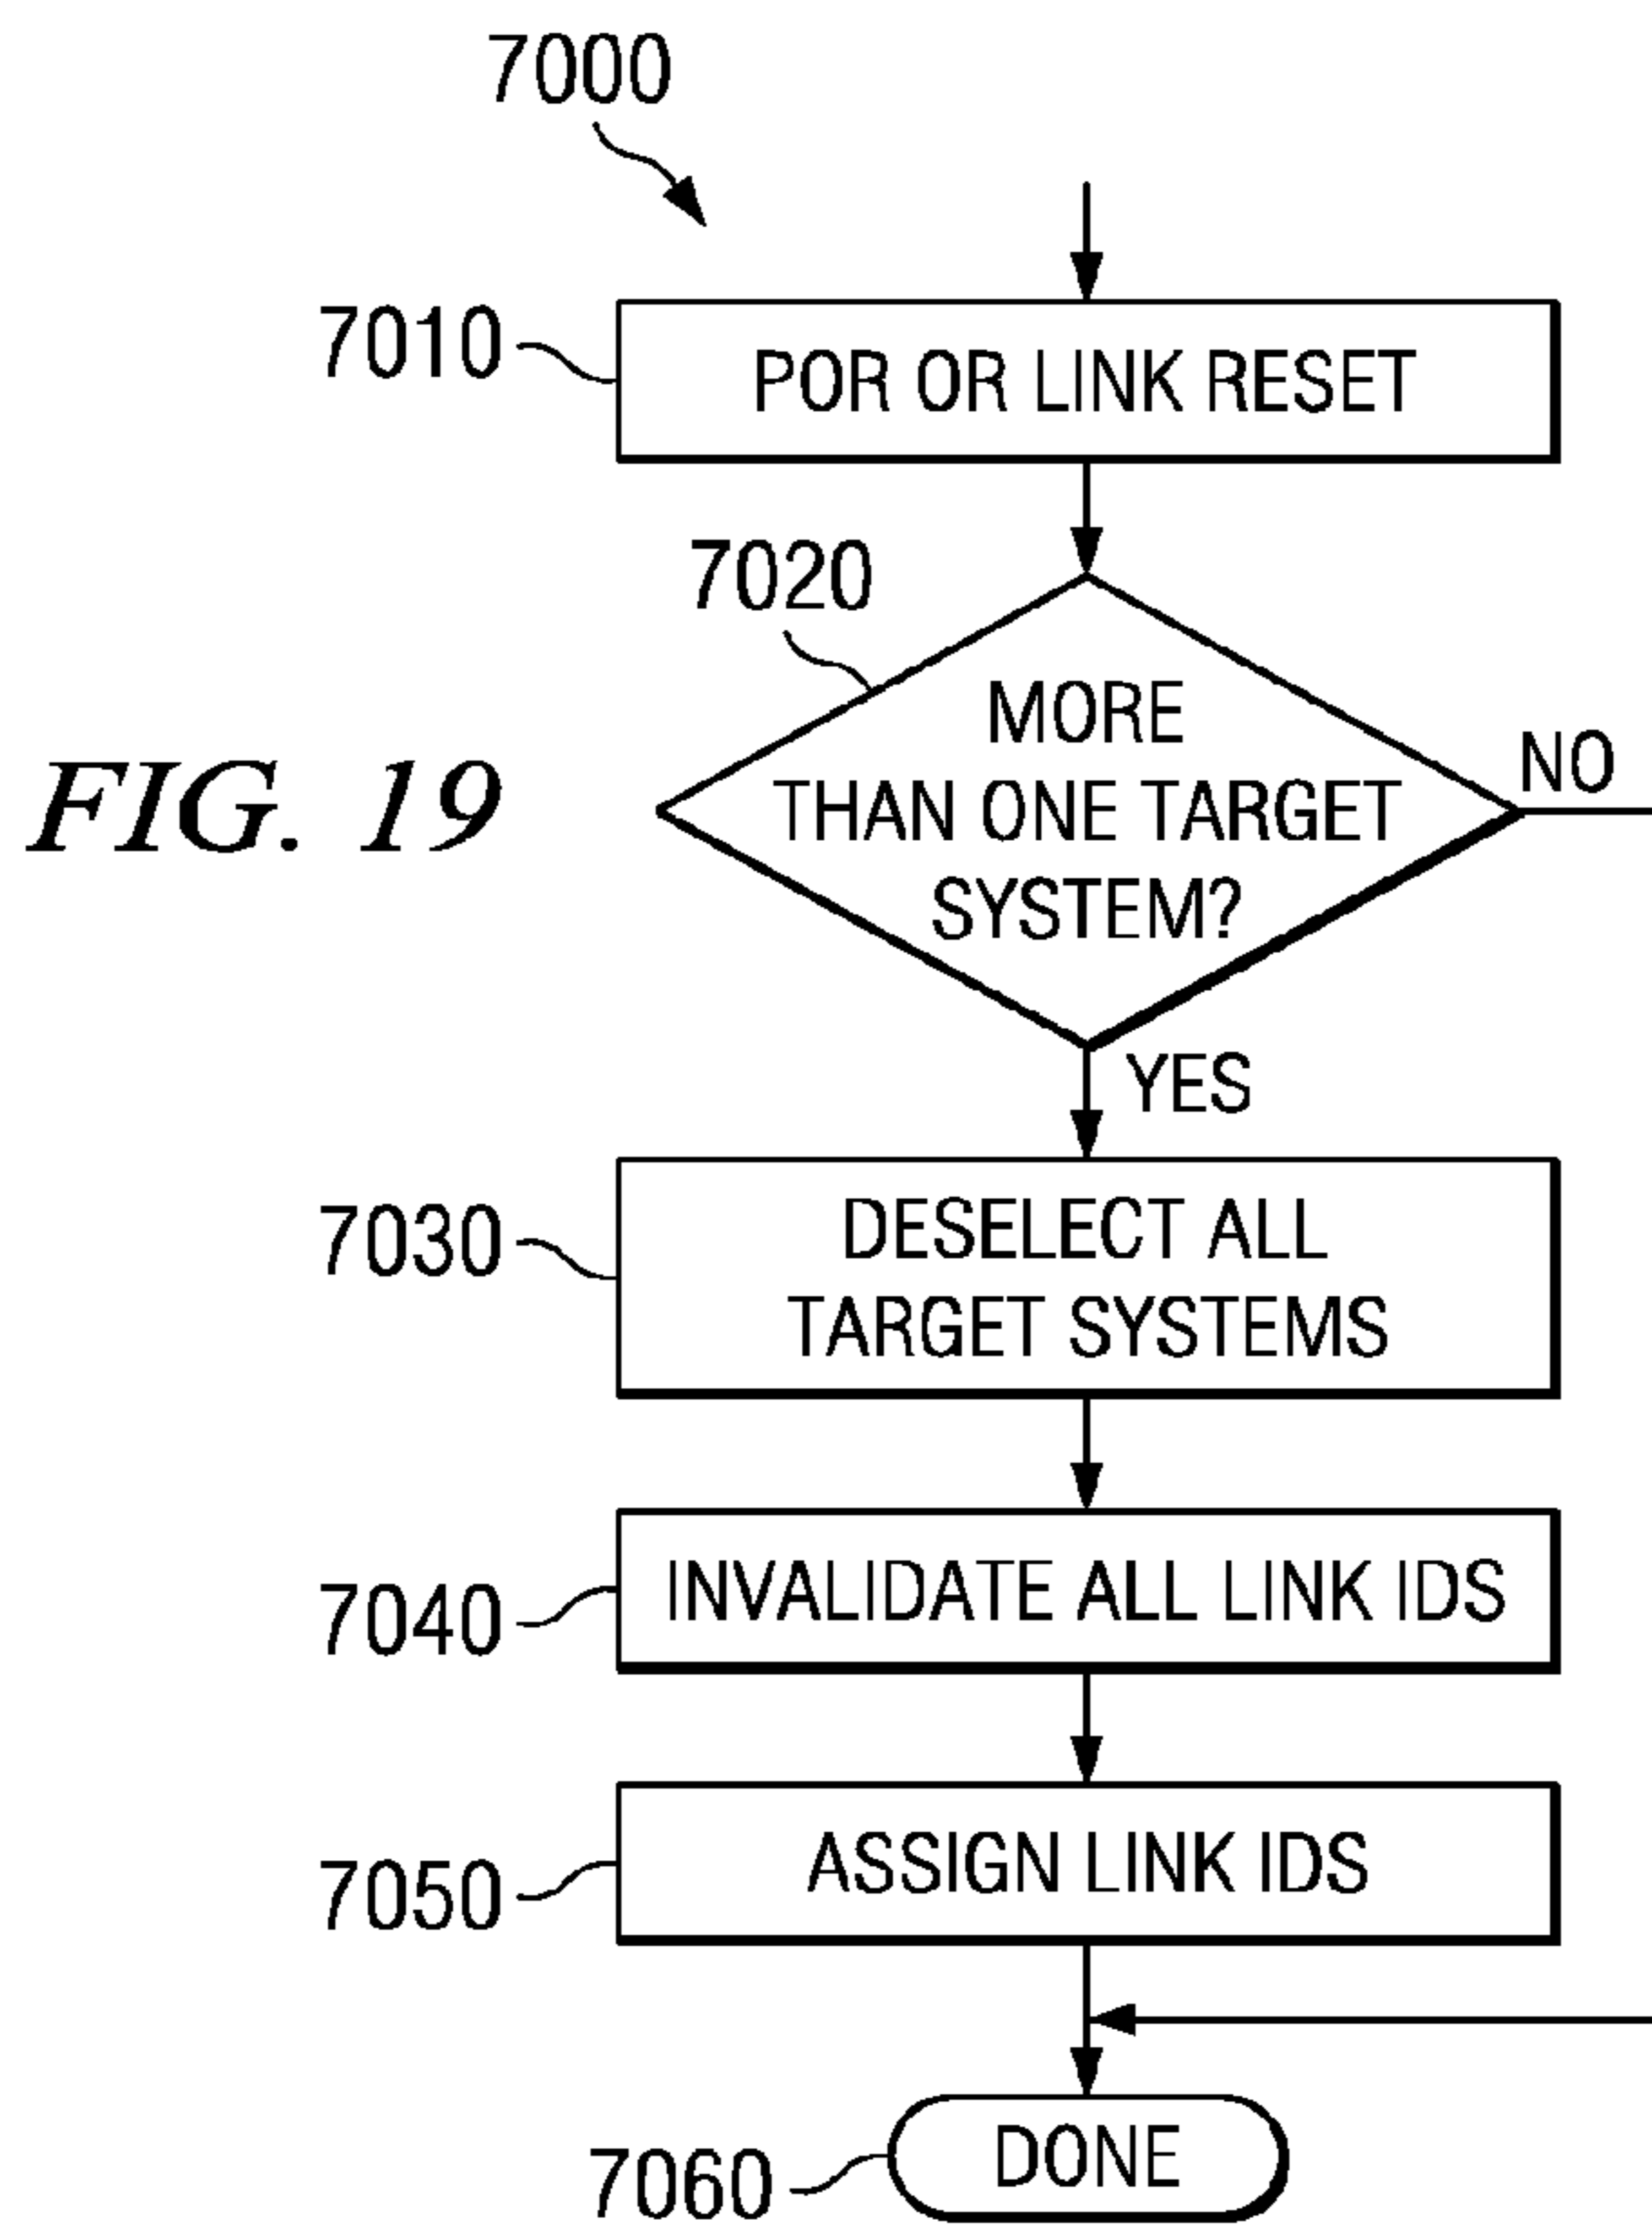 7000
7010
POR OR LINK RESET
7020
MORE
THAN ONE TARGET
SYSTEM?
NO
FIG. 19
YES
7030
DESELECT ALL
TARGET SYSTEMS
7040
INVALIDATE ALL LINK IDS
7050
ASSIGN LINK IDS
7060
DONE